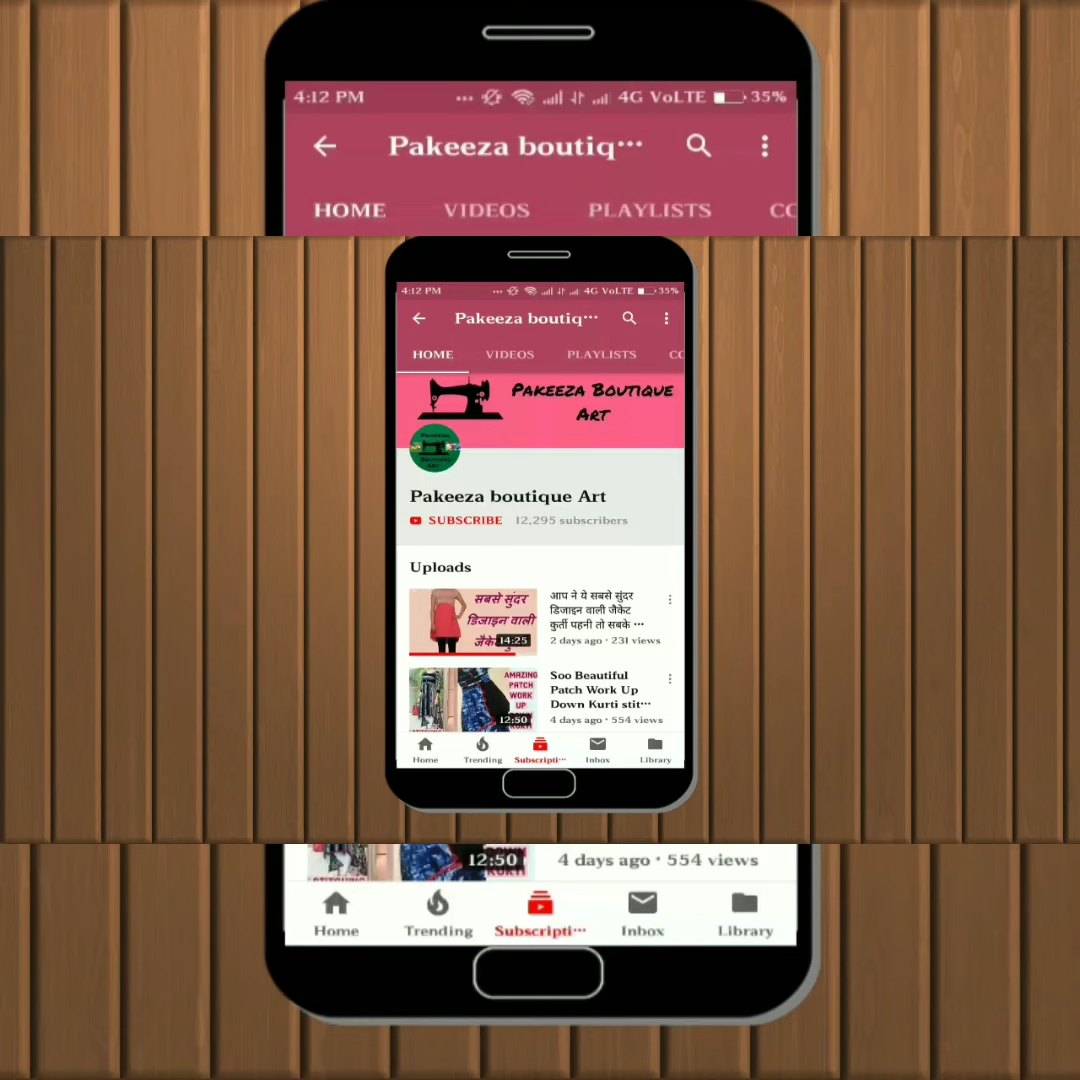 4:12 PM ··· 4G VoLTE 35%
Pakeeza boutiq···
HOME VIDEOS PLAYLISTS CO
4:12 PM ··· 4G VoLTE 35%
Pakeeza boutiq···
HOME VIDEOS PLAYLISTS CO
PAKEEZA BOUTIQUE
ART
Pakeeza boutique Art
SUBSCRIBE 12,295 subscribers
Uploads
सबसे सुंदर
डिजाइन वाली
14:25
आप ने ये सबसे सुंदर
डिजाइन वाली जैकेट
कुर्ती पहनी तो सबके ···
2 days ago · 231 views
AMAZING
PATCH
WORK
UP
12:50
Soo Beautiful
Patch Work Up
Down Kurti stit···
4 days ago · 554 views
Home Trending Subscripti··· Inbox Library
12:50
KURTI
4 days ago · 554 views
Home Trending Subscripti··· Inbox Library